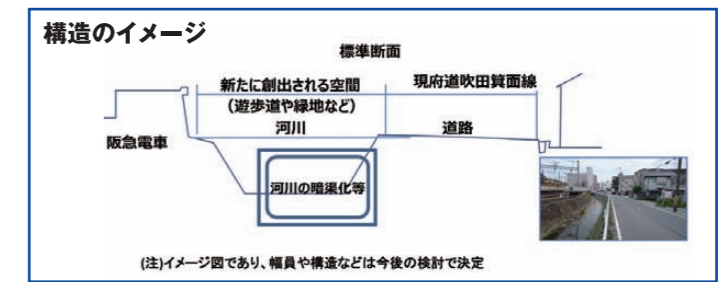 構造のイメージ
標準断面
新たに創出される空間
現府道吹田箕面線
（遊歩道や緑地など）
河川
道路
阪急電車
河川の暗渠化等
(注)イメージ図であり、幅員や構造などは今後の検討で決定